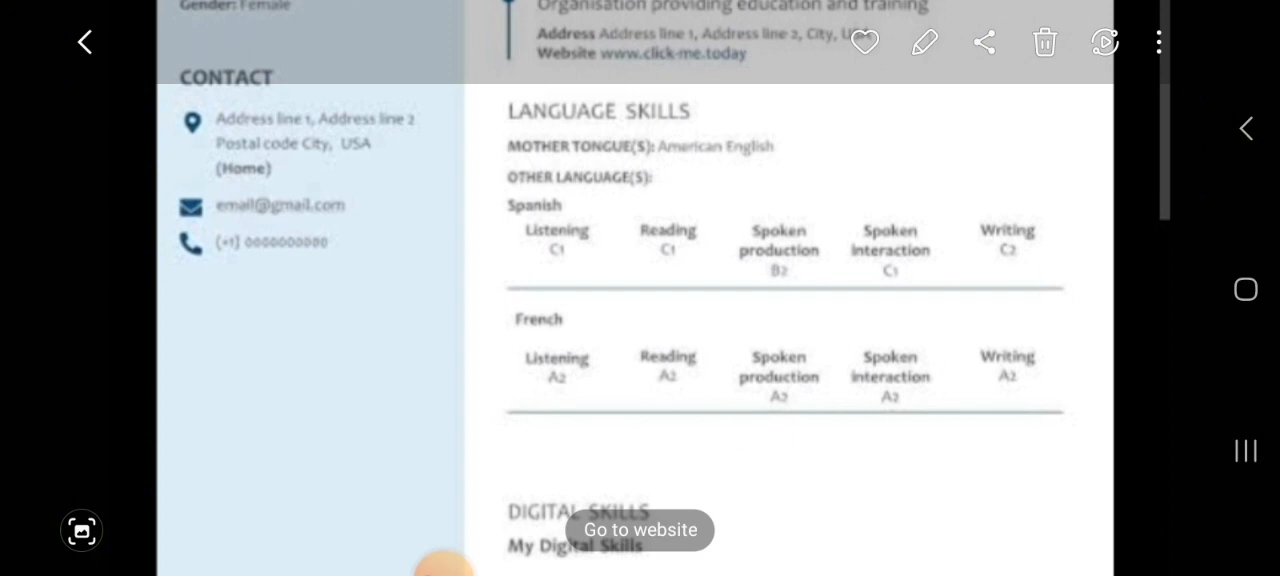 Gender: Female
CONTACT
Address line 1, Address line 2
Postal code City, USA
(Home)
email@gmail.com
(+1) 0000000000
Organisation providing education and training
Address Address line 1, Address line 2, City, USA
Website www.click-me.today
LANGUAGE SKILLS
MOTHER TONGUE(S): American English
OTHER LANGUAGE(S):
Spanish
Listening Reading Spoken production Spoken interaction Writing
C1 C1 B2 C1 C2
French
Listening Reading Spoken production Spoken interaction Writing
A2 A2 A2 A2 A2
DIGITAL SKILLS
My Digital Skills
Go to website